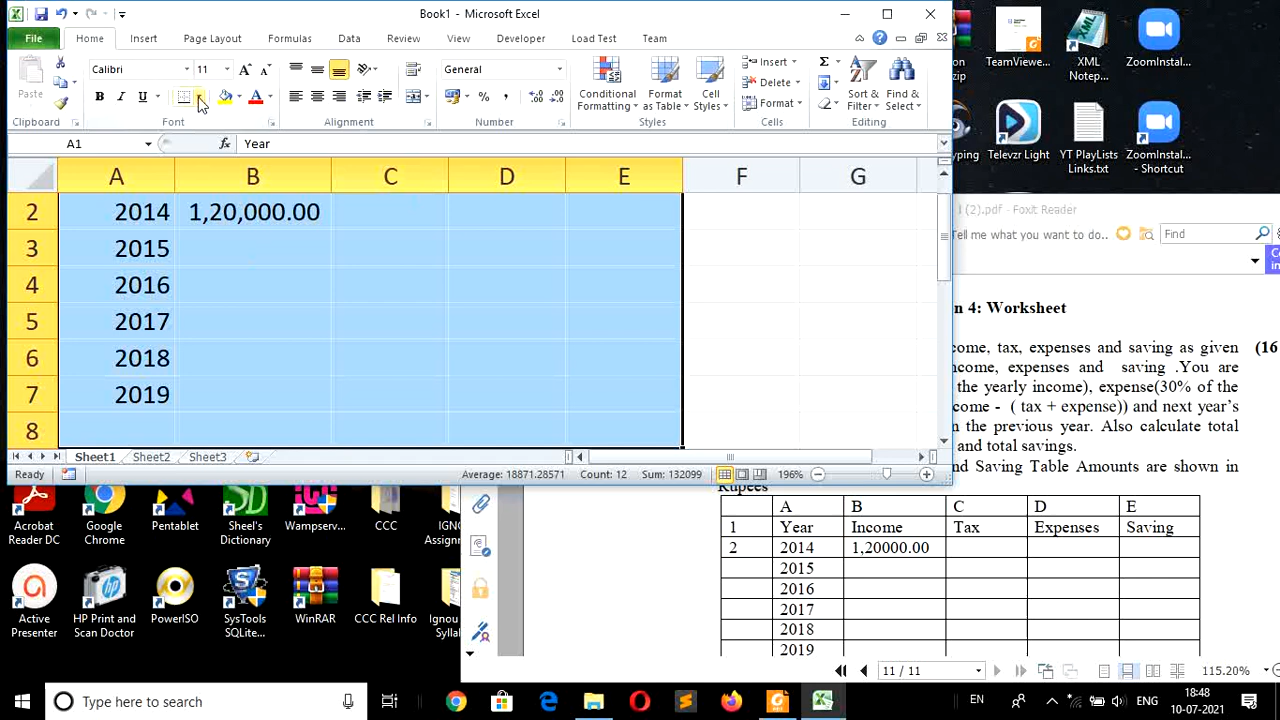 Book1 - Microsoft Excel
File Home Insert Page Layout Formulas Data Review View Developer Load Test Team
Calibri 11 General
Paste
B I U
Conditional Formatting
Format as Table
Cell Styles
Insert
Delete
Format
Sort & Filter
Find & Select
Clipboard Font Alignment Number Styles Cells Editing
A1 fx Year
A B C D E F G
2 2014 1,20,000.00
3 2015
4 2016
5 2017
6 2018
7 2019
8
Sheet1 Sheet2 Sheet3
Ready Average: 18871.28571 Count: 12 Sum: 132099 196%
zip
TeamViewer
XML Notep...
ZoomInstal...
yping
Televzr Light
YT PlayLists Links.txt
ZoomInstal... - Shortcut
l (2).pdf - Foxit Reader
Tell me what you want to do..
Find
n 4: Worksheet
come, tax, expenses and saving as given (16
ncome, expenses and saving .You are
the yearly income), expense(30% of the
come - ( tax + expense)) and next year's
n the previous year. Also calculate total
and total savings.
nd Saving Table Amounts are shown in
Rupees
A B C D E
1 Year Income Tax Expenses Saving
2 2014 1,20000.00
2015
2016
2017
2018
2019
11 / 11 115.20%
Acrobat Reader DC
Google Chrome
Pentablet
Sheel's Dictionary
Wampserv...
CCC
IGNO Assignr
Active Presenter
HP Print and Scan Doctor
PowerISO
SysTools SQLite...
WinRAR
CCC Rel Info
Ignou Syllal
Type here to search
EN
ENG
18:48
10-07-2021